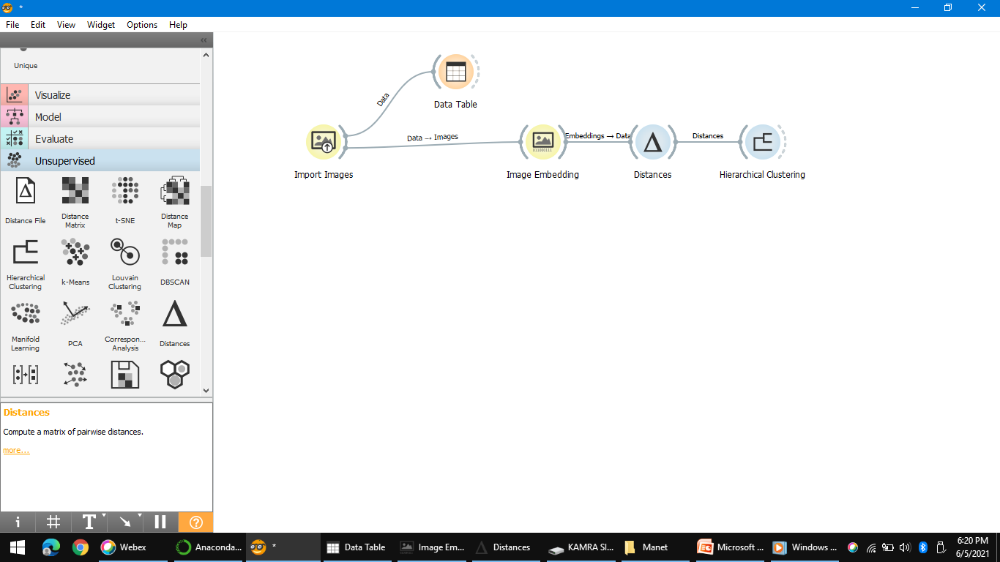 *
File Edit View Widget Options Help
Unique
Visualize
Model
Evaluate
Unsupervised
Distance File
Distance Matrix
t-SNE
Distance Map
Hierarchical Clustering
k-Means
Louvain Clustering
DBSCAN
Manifold Learning
PCA
Correspon... Analysis
Distances
Distances
Compute a matrix of pairwise distances.
more...
Data
Data Table
Data → Images
Embeddings → Data
Distances
Import Images
Image Embedding
011000111
Distances
Hierarchical Clustering
Webex
Anaconda...
*
Data Table
Image Em...
Distances
KAMRA SI...
Manet
Microsoft ...
Windows ...
6:20 PM
6/5/2021